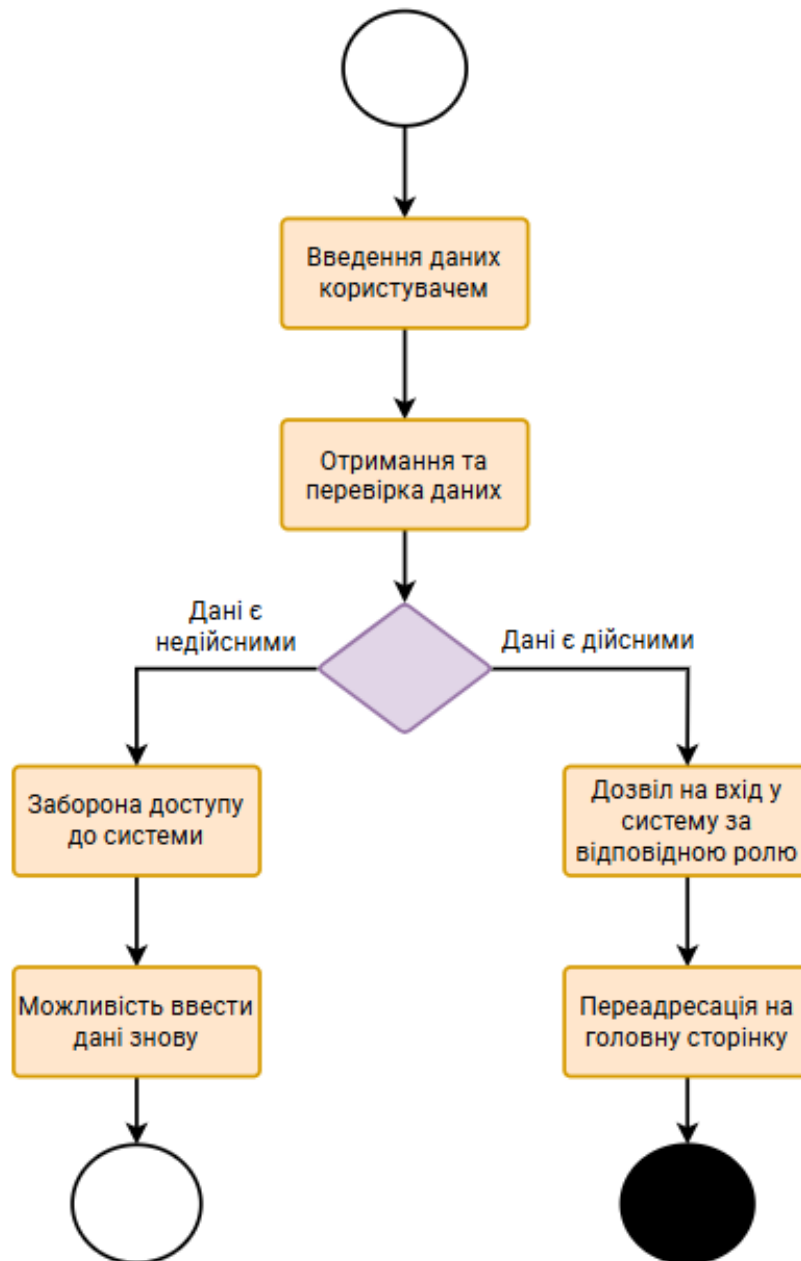 Введення даних
користувачем
Отримання та
перевірка даних
Дані є
недійсними
Дані є дійсними
Заборона доступу
до системи
Дозвіл на вхід у
систему за
відповідною ролю
Можливість ввести
дані знову
Переадресація на
головну сторінку